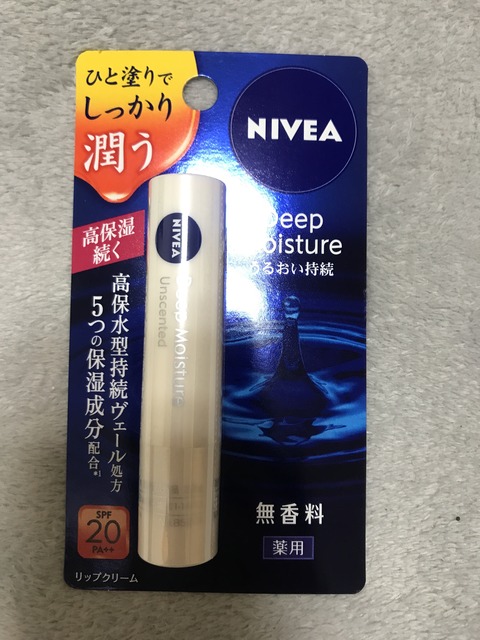 ひと塗りで
しっかり
潤う
NIVEA
高保湿
続く
高保水型持続ヴェール処方
5つの保湿成分配合*1
SPF
20
PA++
リップクリーム
NIVEA
Deep Moisture
Unscented
Deep
Moisture
うるおい持続
無香料
薬用